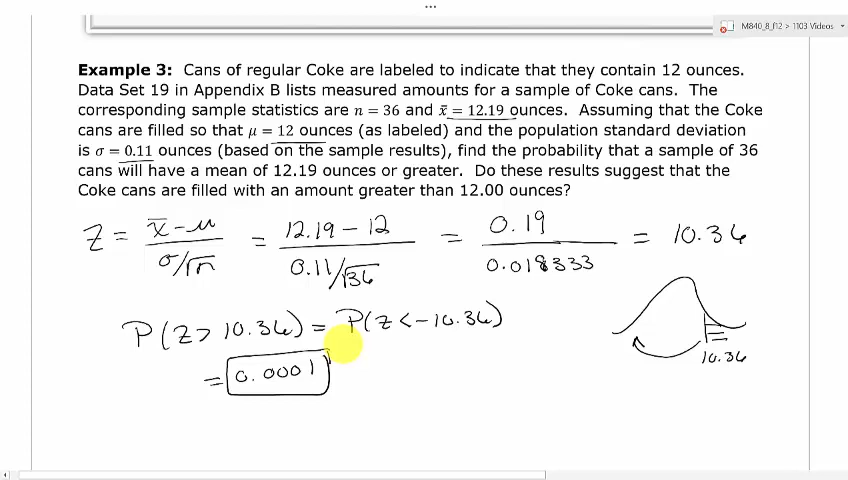 ...
M840_8_f12 > 1103 Videos
Example 3: Cans of regular Coke are labeled to indicate that they contain 12 ounces.
Data Set 19 in Appendix B lists measured amounts for a sample of Coke cans. The
corresponding sample statistics are n = 36 and x̄ = 12.19 ounces. Assuming that the Coke
cans are filled so that μ = 12 ounces (as labeled) and the population standard deviation
is σ = 0.11 ounces (based on the sample results), find the probability that a sample of 36
cans will have a mean of 12.19 ounces or greater. Do these results suggest that the
Coke cans are filled with an amount greater than 12.00 ounces?
Z = (x̄ - μ) / (σ/√n) = (12.19 - 12) / (0.11/√36) = 0.19 / 0.018333 = 10.36
P(Z > 10.36) = P(Z < -10.36)
10.36
= 0.0001